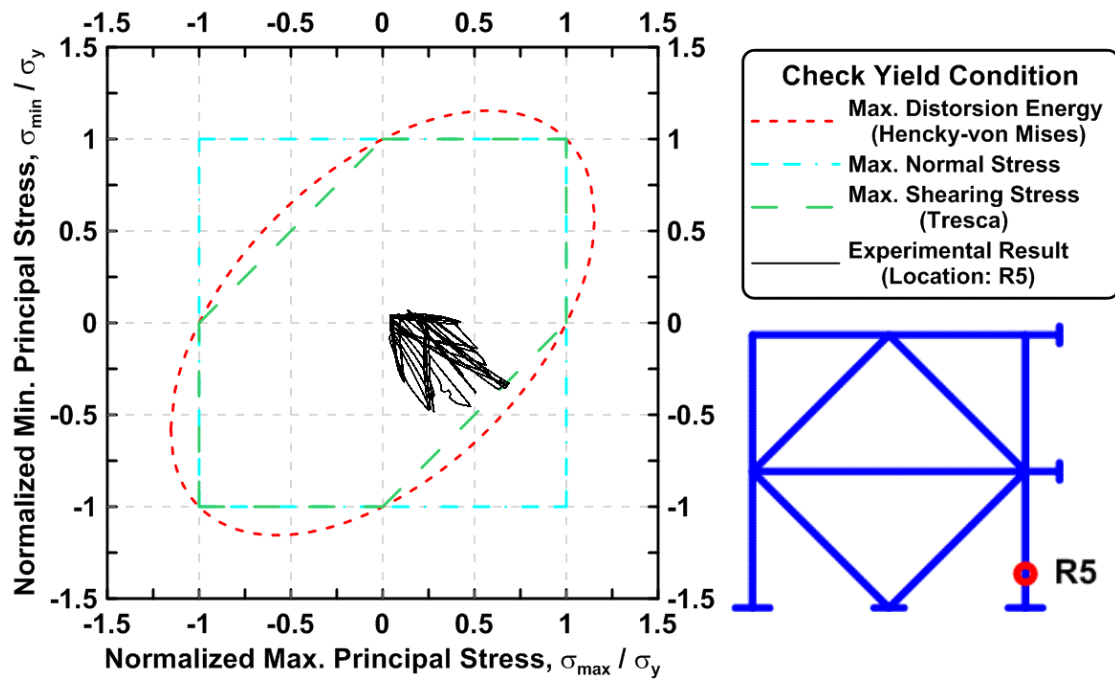 -1.5 -1 -0.5 0 0.5 1 1.5
1.5
1
0.5
0
-0.5
-1
-1.5
1.5
1
0.5
0
-0.5
-1
-1.5
-1.5 -1 -0.5 0 0.5 1 1.5
Normalized Min. Principal Stress, σmin / σy
Normalized Max. Principal Stress, σmax / σy
Check Yield Condition
Max. Distorsion Energy
(Hencky-von Mises)
Max. Normal Stress
Max. Shearing Stress
(Tresca)
Experimental Result
(Location: R5)
R5